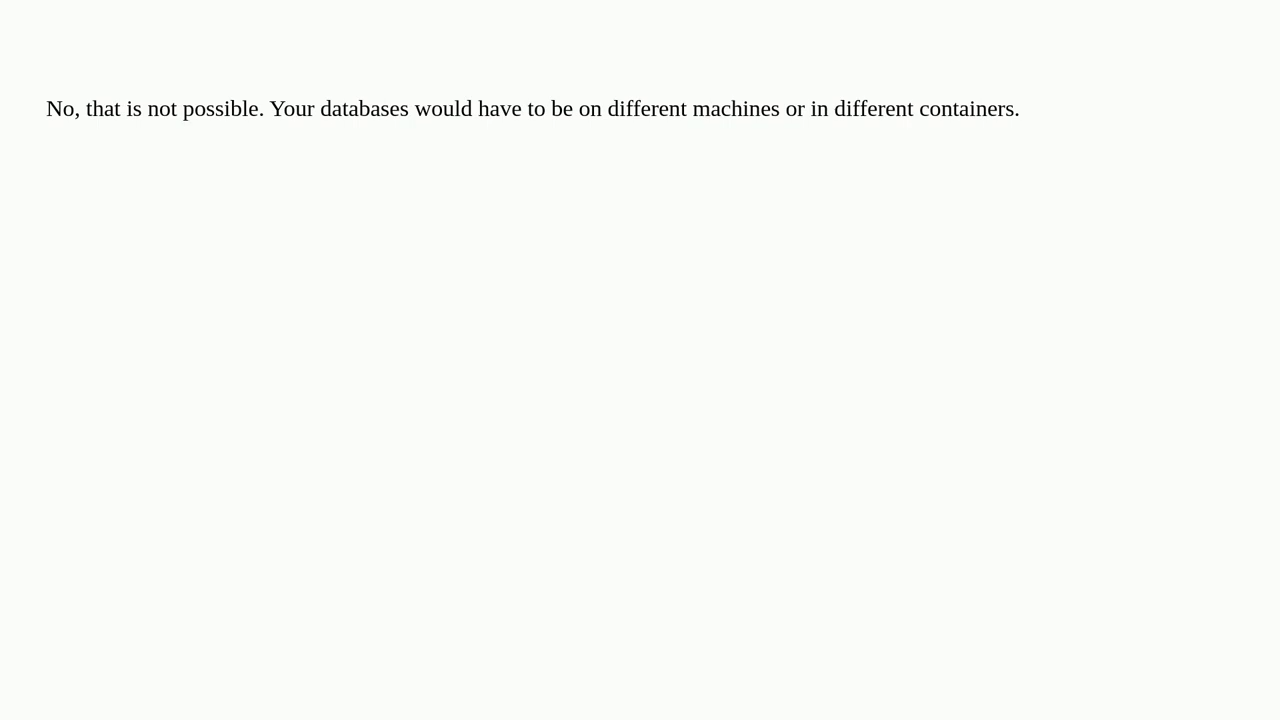 No, that is not possible. Your databases would have to be on different machines or in different containers.